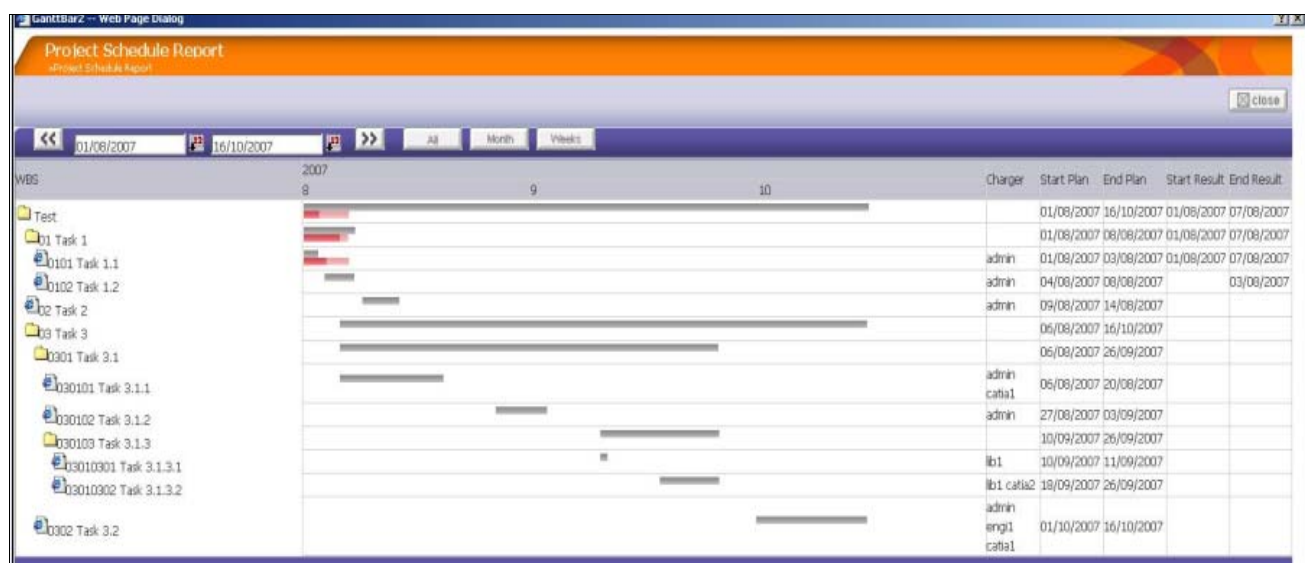 GanttBar2 -- Web Page Dialog
Project Schedule Report
»Project Schedule Report
close
<< 01/08/2007 16/10/2007 >> All Month Weeks
WBS 2007 Charger Start Plan End Plan Start Result End Result
8 9 10
Test 01/08/2007 16/10/2007 01/08/2007 07/08/2007
01 Task 1 01/08/2007 08/08/2007 01/08/2007 07/08/2007
0101 Task 1.1 admin 01/08/2007 03/08/2007 01/08/2007 07/08/2007
0102 Task 1.2 admin 04/08/2007 08/08/2007 03/08/2007
02 Task 2 admin 09/08/2007 14/08/2007
03 Task 3 06/08/2007 16/10/2007
0301 Task 3.1 06/08/2007 26/09/2007
030101 Task 3.1.1 admin catia1 06/08/2007 20/08/2007
030102 Task 3.1.2 admin 27/08/2007 03/09/2007
030103 Task 3.1.3 10/09/2007 26/09/2007
03010301 Task 3.1.3.1 lib1 10/09/2007 11/09/2007
03010302 Task 3.1.3.2 lib1 catia2 18/09/2007 26/09/2007
0302 Task 3.2 admin engi1 catia1 01/10/2007 16/10/2007